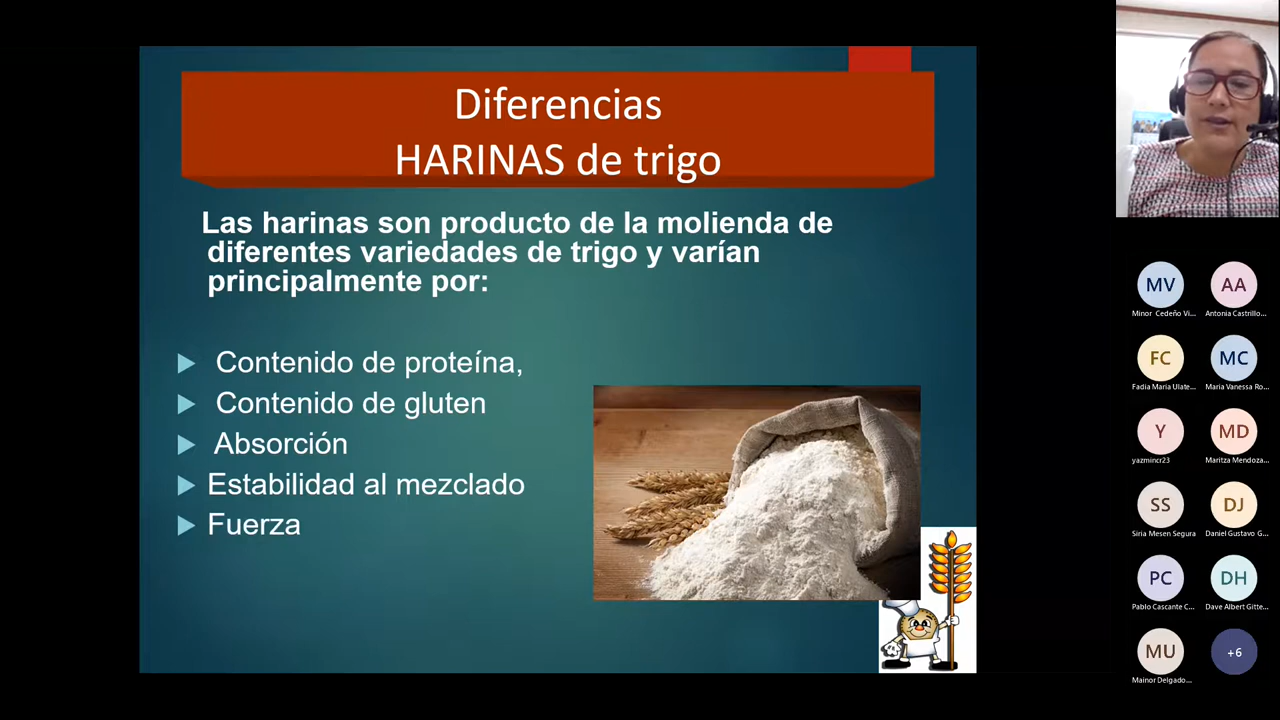 Diferencias
HARINAS de trigo
Las harinas son producto de la molienda de
diferentes variedades de trigo y varían
principalmente por:
Contenido de proteína,
Contenido de gluten
Absorción
Estabilidad al mezclado
Fuerza
MV
AA
Minor Cedeño Vi...
Antonia Castrillo...
FC
MC
Fadia Maria Ulate...
Maria Vanessa Ro...
Y
MD
yazmincr23
Maritza Mendoza...
SS
DJ
Siria Mesen Segura
Daniel Gustavo G...
PC
DH
Pablo Cascante C...
Dave Albert Gitte...
MU
+6
Mainor Delgado...